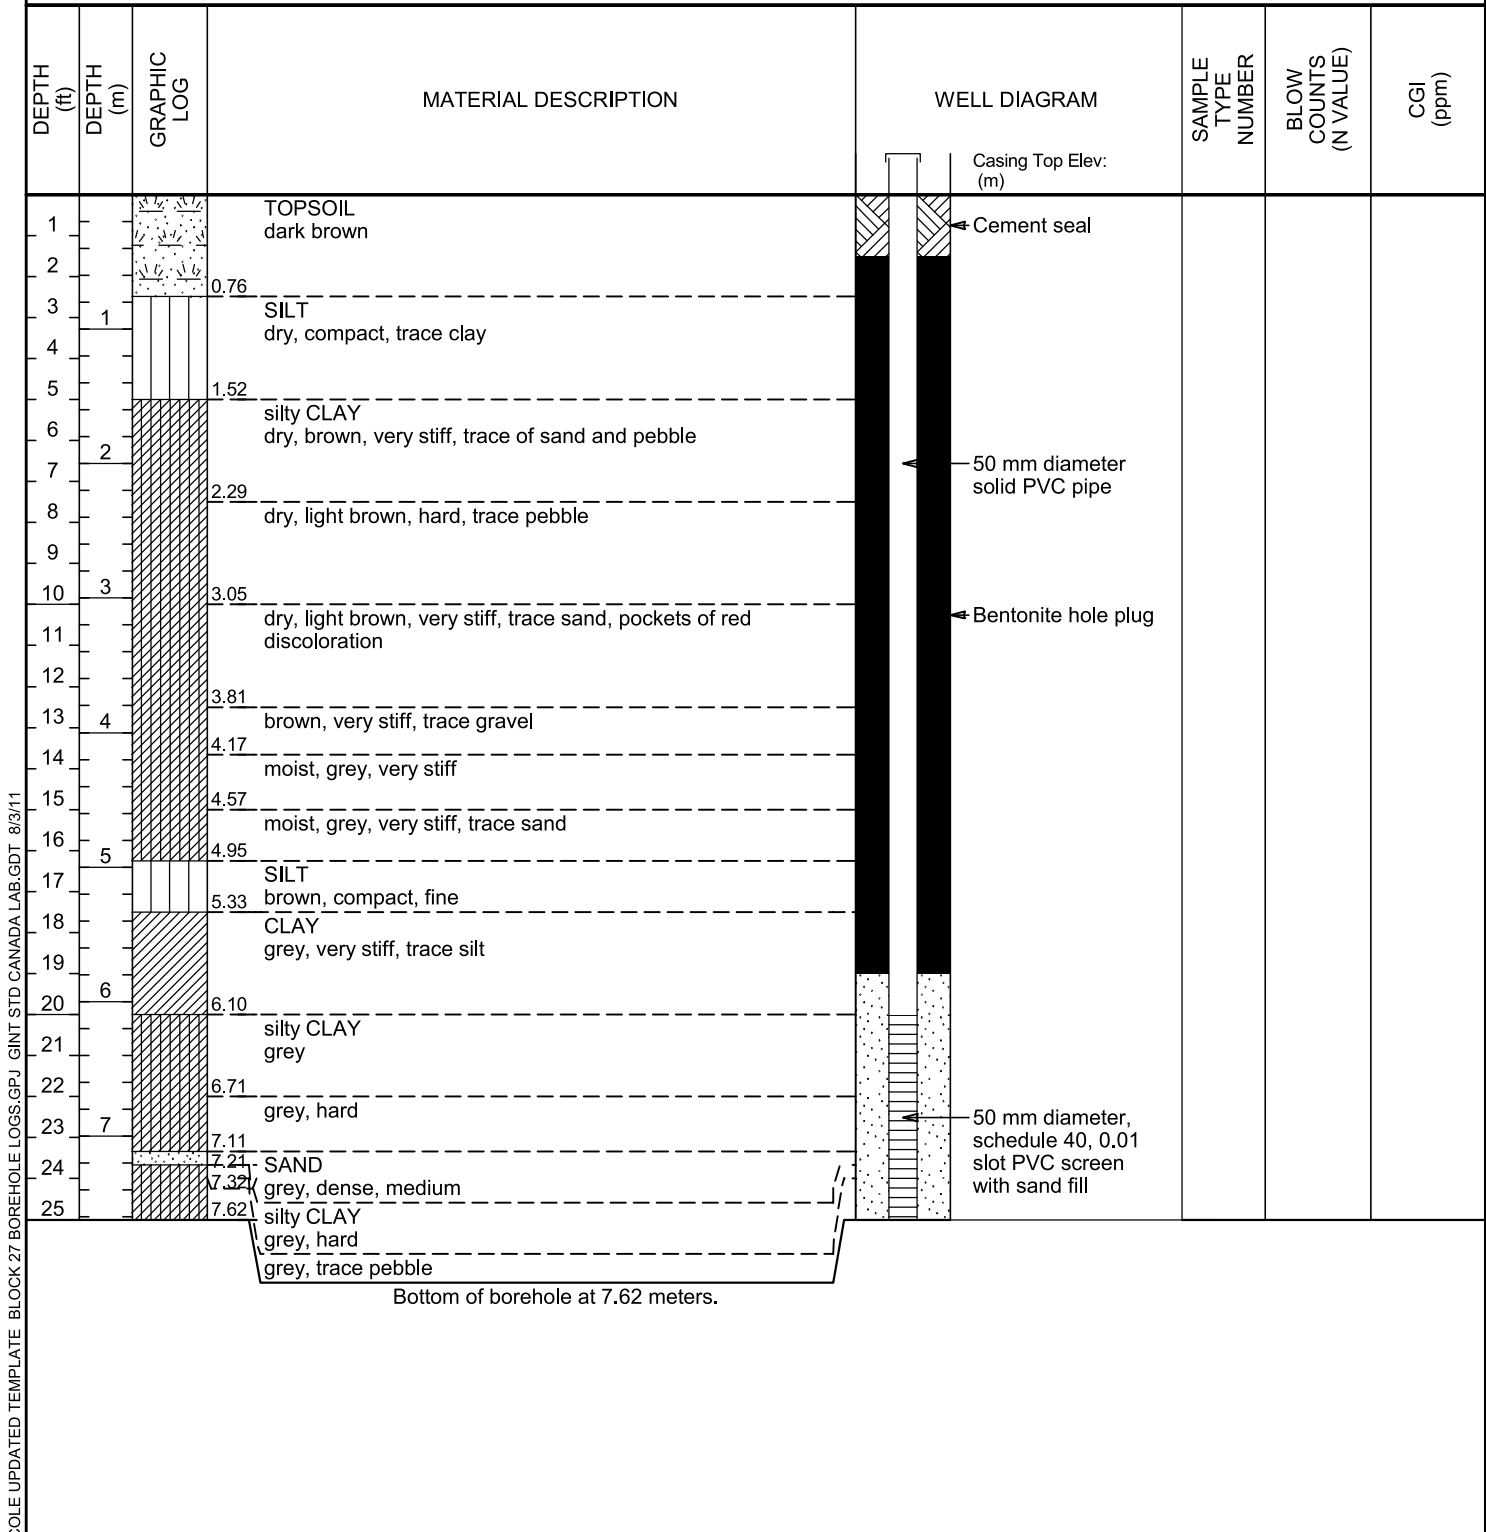 DEPTH
(ft)
DEPTH
(m)
GRAPHIC
LOG
MATERIAL DESCRIPTION
WELL DIAGRAM
SAMPLE
TYPE
NUMBER
BLOW
COUNTS
(N VALUE)
CGI
(ppm)
Casing Top Elev:
(m)
TOPSOIL
dark brown
0.76
SILT
dry, compact, trace clay
1.52
silty CLAY
dry, brown, very stiff, trace of sand and pebble
2.29
dry, light brown, hard, trace pebble
3.05
dry, light brown, very stiff, trace sand, pockets of red
discoloration
3.81
brown, very stiff, trace gravel
4.17
moist, grey, very stiff
4.57
moist, grey, very stiff, trace sand
4.95
SILT
brown, compact, fine
5.33
CLAY
grey, very stiff, trace silt
6.10
silty CLAY
grey
6.71
grey, hard
7.11
7.21
SAND
grey, dense, medium
7.32
7.62
silty CLAY
grey, hard
grey, trace pebble
Bottom of borehole at 7.62 meters.
1
2
3
4
5
6
7
8
9
10
11
12
13
14
15
16
17
18
19
20
21
22
23
24
25
1
2
3
4
5
6
7
Cement seal
50 mm diameter
solid PVC pipe
Bentonite hole plug
50 mm diameter,
schedule 40, 0.01
slot PVC screen
with sand fill
COLE UPDATED TEMPLATE BLOCK 27 BOREHOLE LOGS.GPJ GINT STD CANADA LAB.GDT 8/3/11